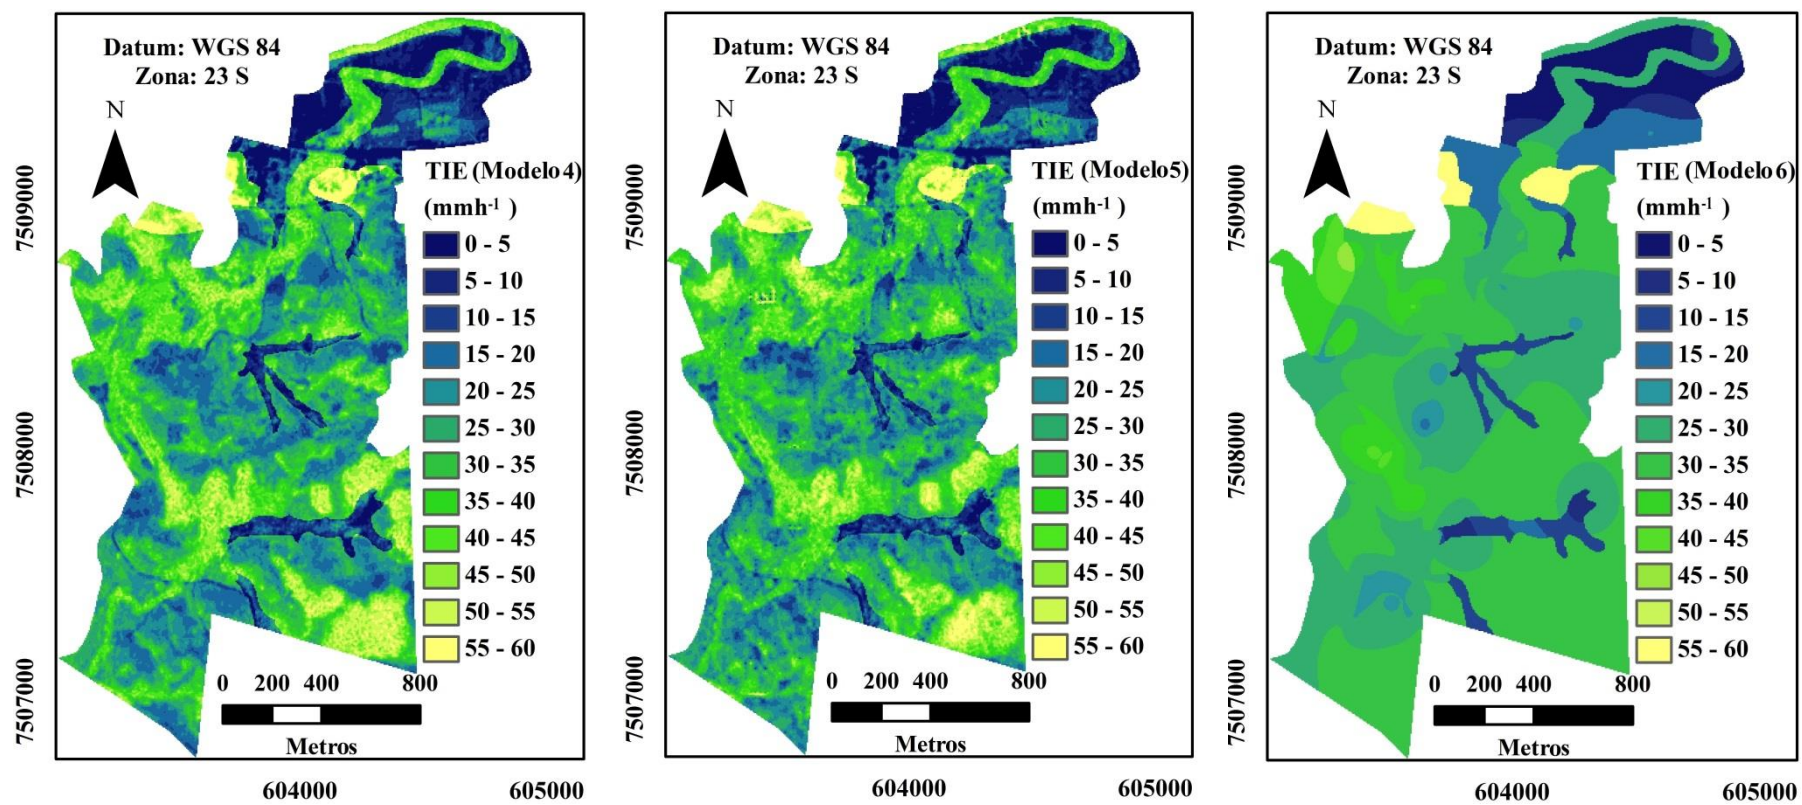 Datum: WGS 84
Zona: 23 S
N
TIE (Modelo 4)
(mmh⁻¹ )
0 - 5
5 - 10
10 - 15
15 - 20
20 - 25
25 - 30
30 - 35
35 - 40
40 - 45
45 - 50
50 - 55
55 - 60
0 200 400 800
Metros
7509000
7508000
7507000
604000 605000
Datum: WGS 84
Zona: 23 S
N
TIE (Modelo5)
(mmh⁻¹ )
0 - 5
5 - 10
10 - 15
15 - 20
20 - 25
25 - 30
30 - 35
35 - 40
40 - 45
45 - 50
50 - 55
55 - 60
0 200 400 800
Metros
7509000
7508000
7507000
604000 605000
Datum: WGS 84
Zona: 23 S
N
TIE (Modelo 6)
(mmh⁻¹ )
0 - 5
5 - 10
10 - 15
15 - 20
20 - 25
25 - 30
30 - 35
35 - 40
40 - 45
45 - 50
50 - 55
55 - 60
0 200 400 800
Metros
7509000
7508000
7507000
604000 605000